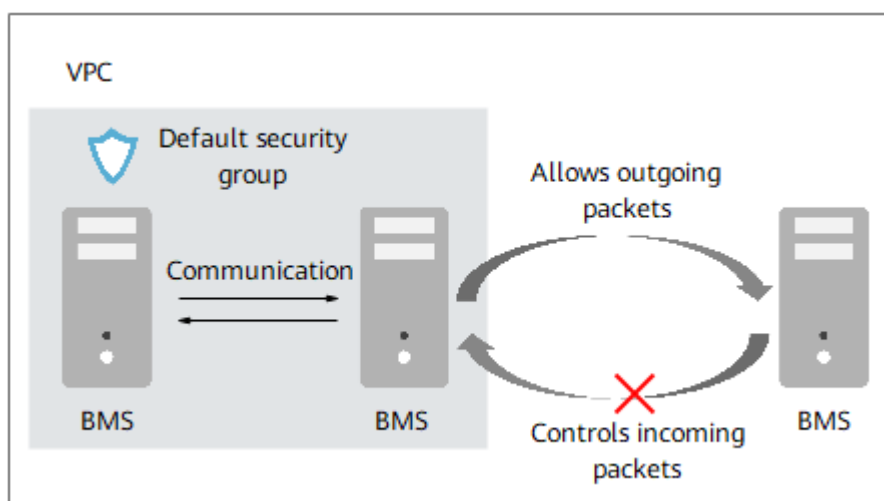 VPC
Default security
group
Allows outgoing
packets
Communication
BMS
BMS
BMS
Controls incoming
packets